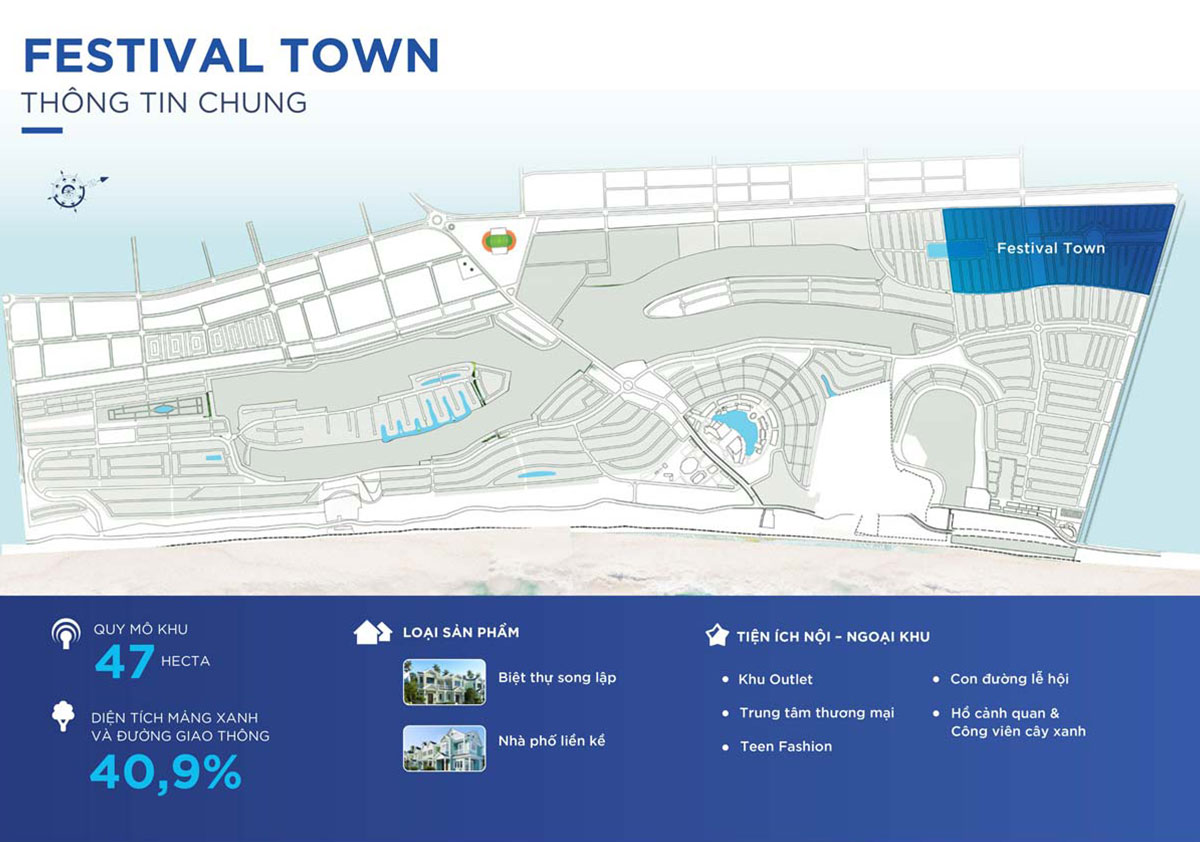 FESTIVAL TOWN
THÔNG TIN CHUNG
Festival Town
QUY MÔ KHU
47 HECTA
DIỆN TÍCH MẢNG XANH
VÀ ĐƯỜNG GIAO THÔNG
40,9%
LOẠI SẢN PHẨM
Biệt thự song lập
Nhà phố liền kề
TIỆN ÍCH NỘI – NGOẠI KHU
Khu Outlet
Trung tâm thương mại
Teen Fashion
Con đường lễ hội
Hồ cảnh quan &
Công viên cây xanh